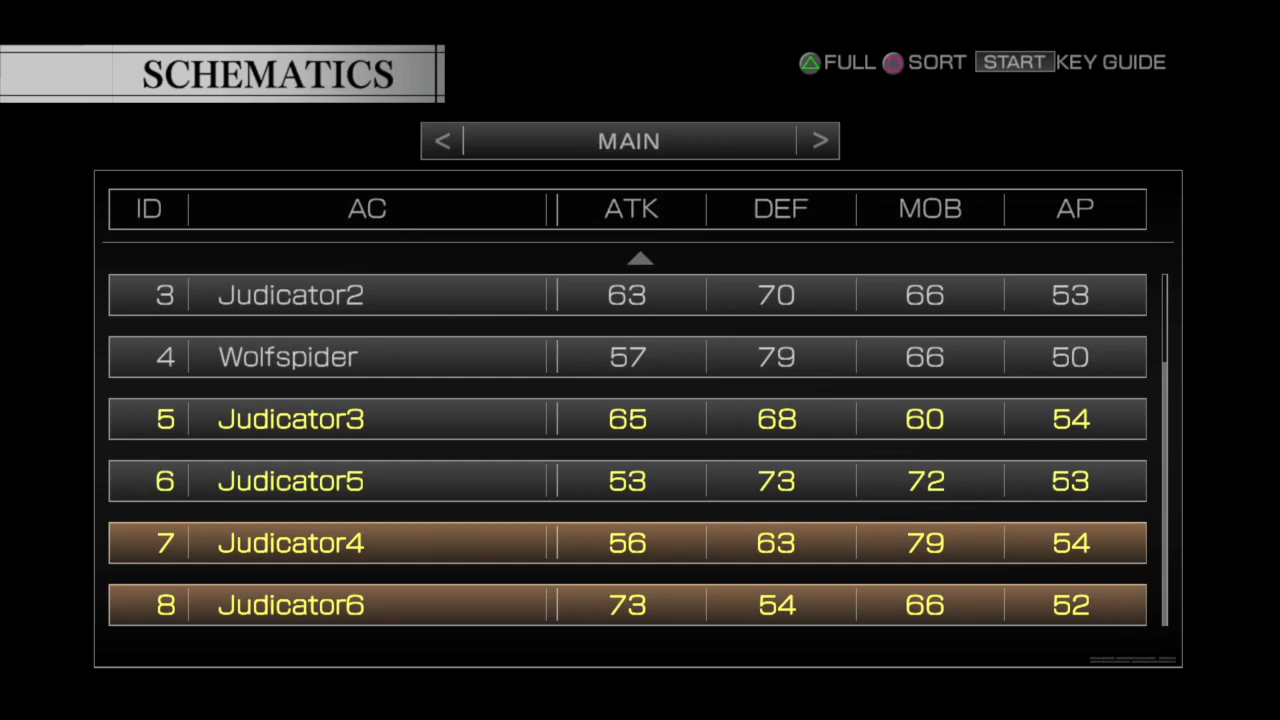 SCHEMATICS
FULL SORT START KEY GUIDE
< MAIN >
ID AC ATK DEF MOB AP
3 Judicator2 63 70 66 53
4 Wolfspider 57 79 66 50
5 Judicator3 65 68 60 54
6 Judicator5 53 73 72 53
7 Judicator4 56 63 79 54
8 Judicator6 73 54 66 52